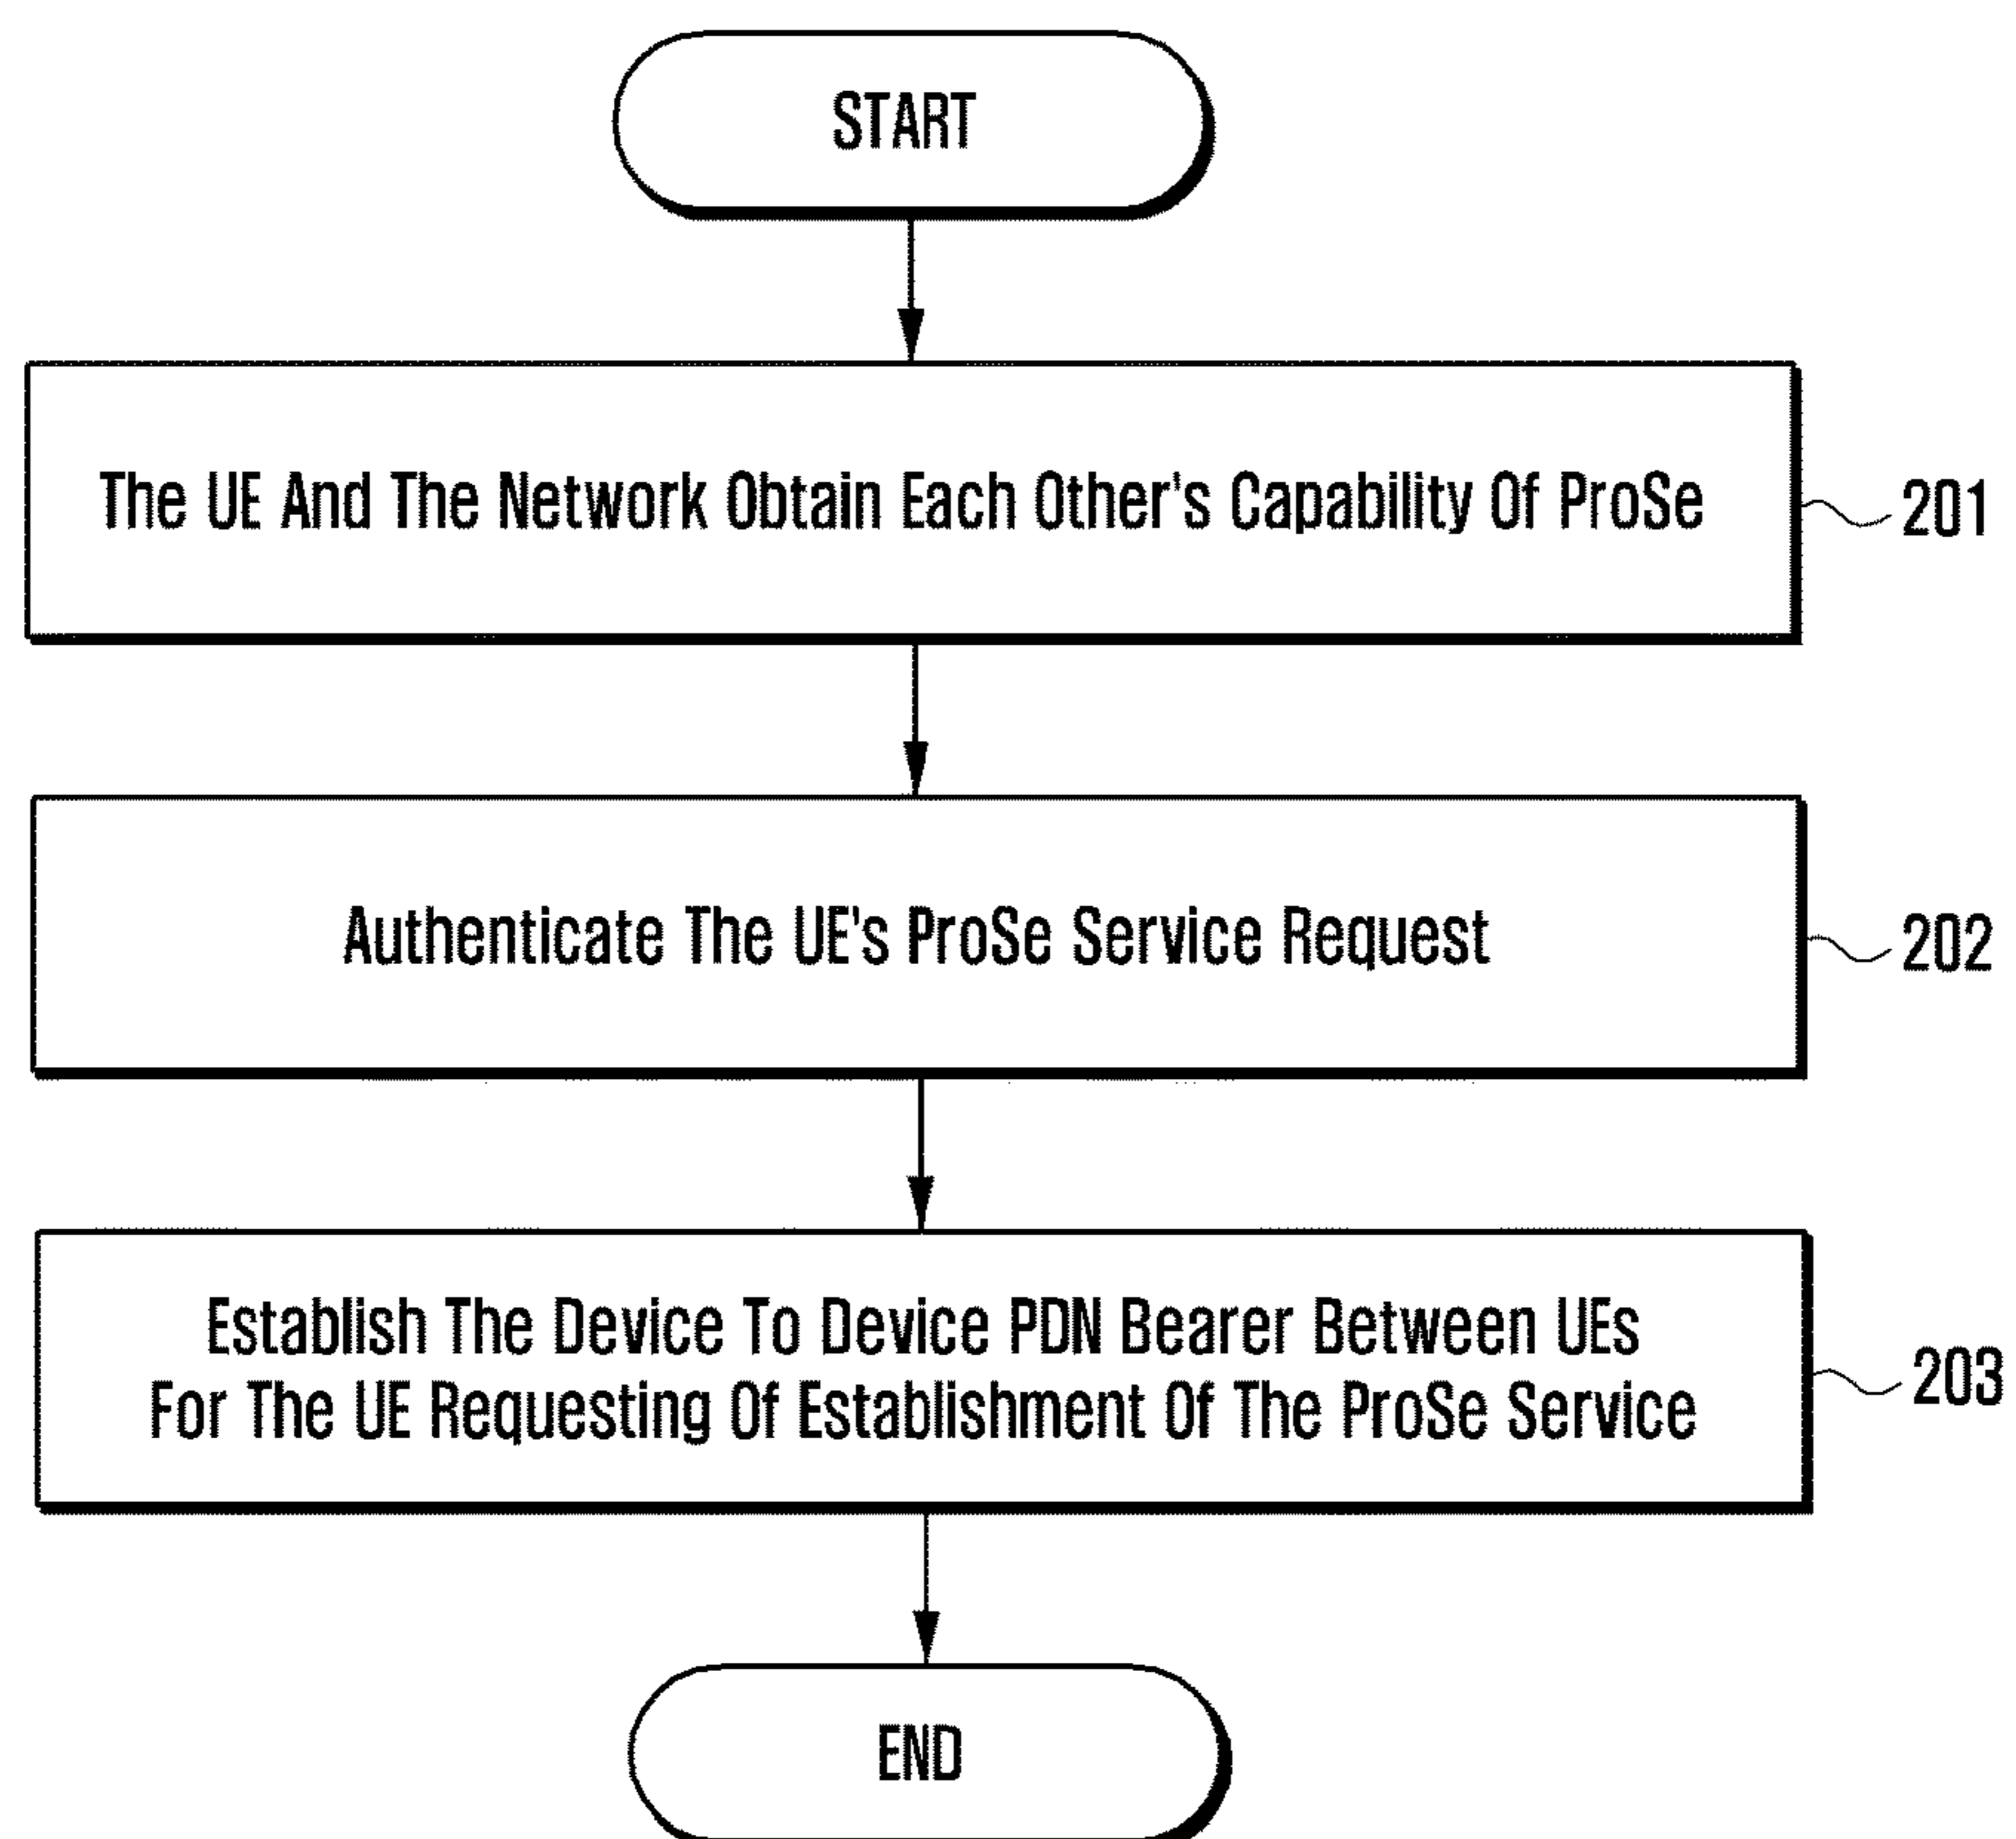 START
The UE And The Network Obtain Each Other's Capability Of ProSe
201
Authenticate The UE's ProSe Service Request
202
Establish The Device To Device PDN Bearer Between UEs
For The UE Requesting Of Establishment Of The ProSe Service
203
END